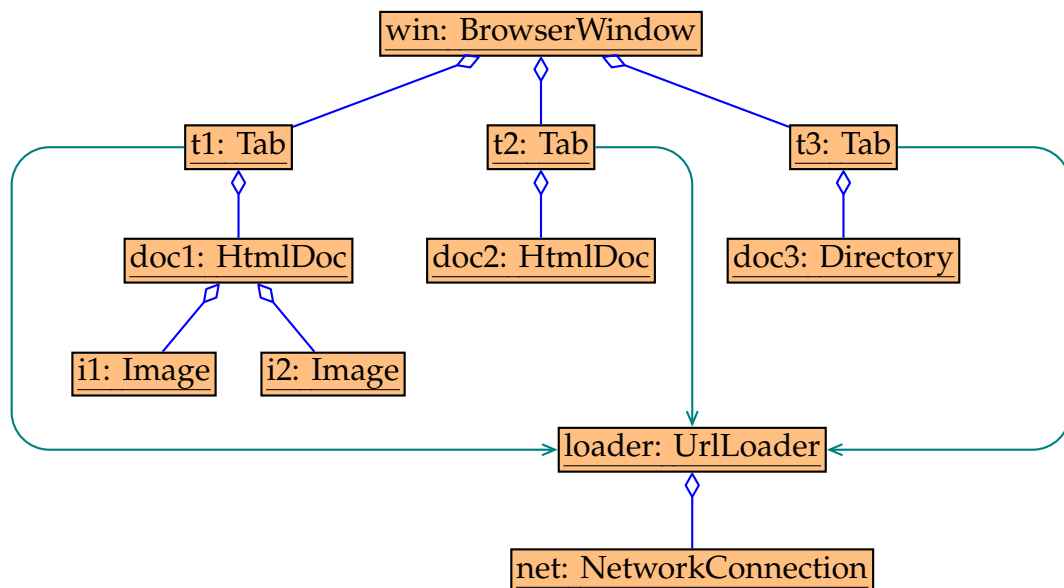 win: BrowserWindow
t1: Tab
t2: Tab
t3: Tab
doc1: HtmlDoc
doc2: HtmlDoc
doc3: Directory
i1: Image
i2: Image
loader: UrlLoader
net: NetworkConnection